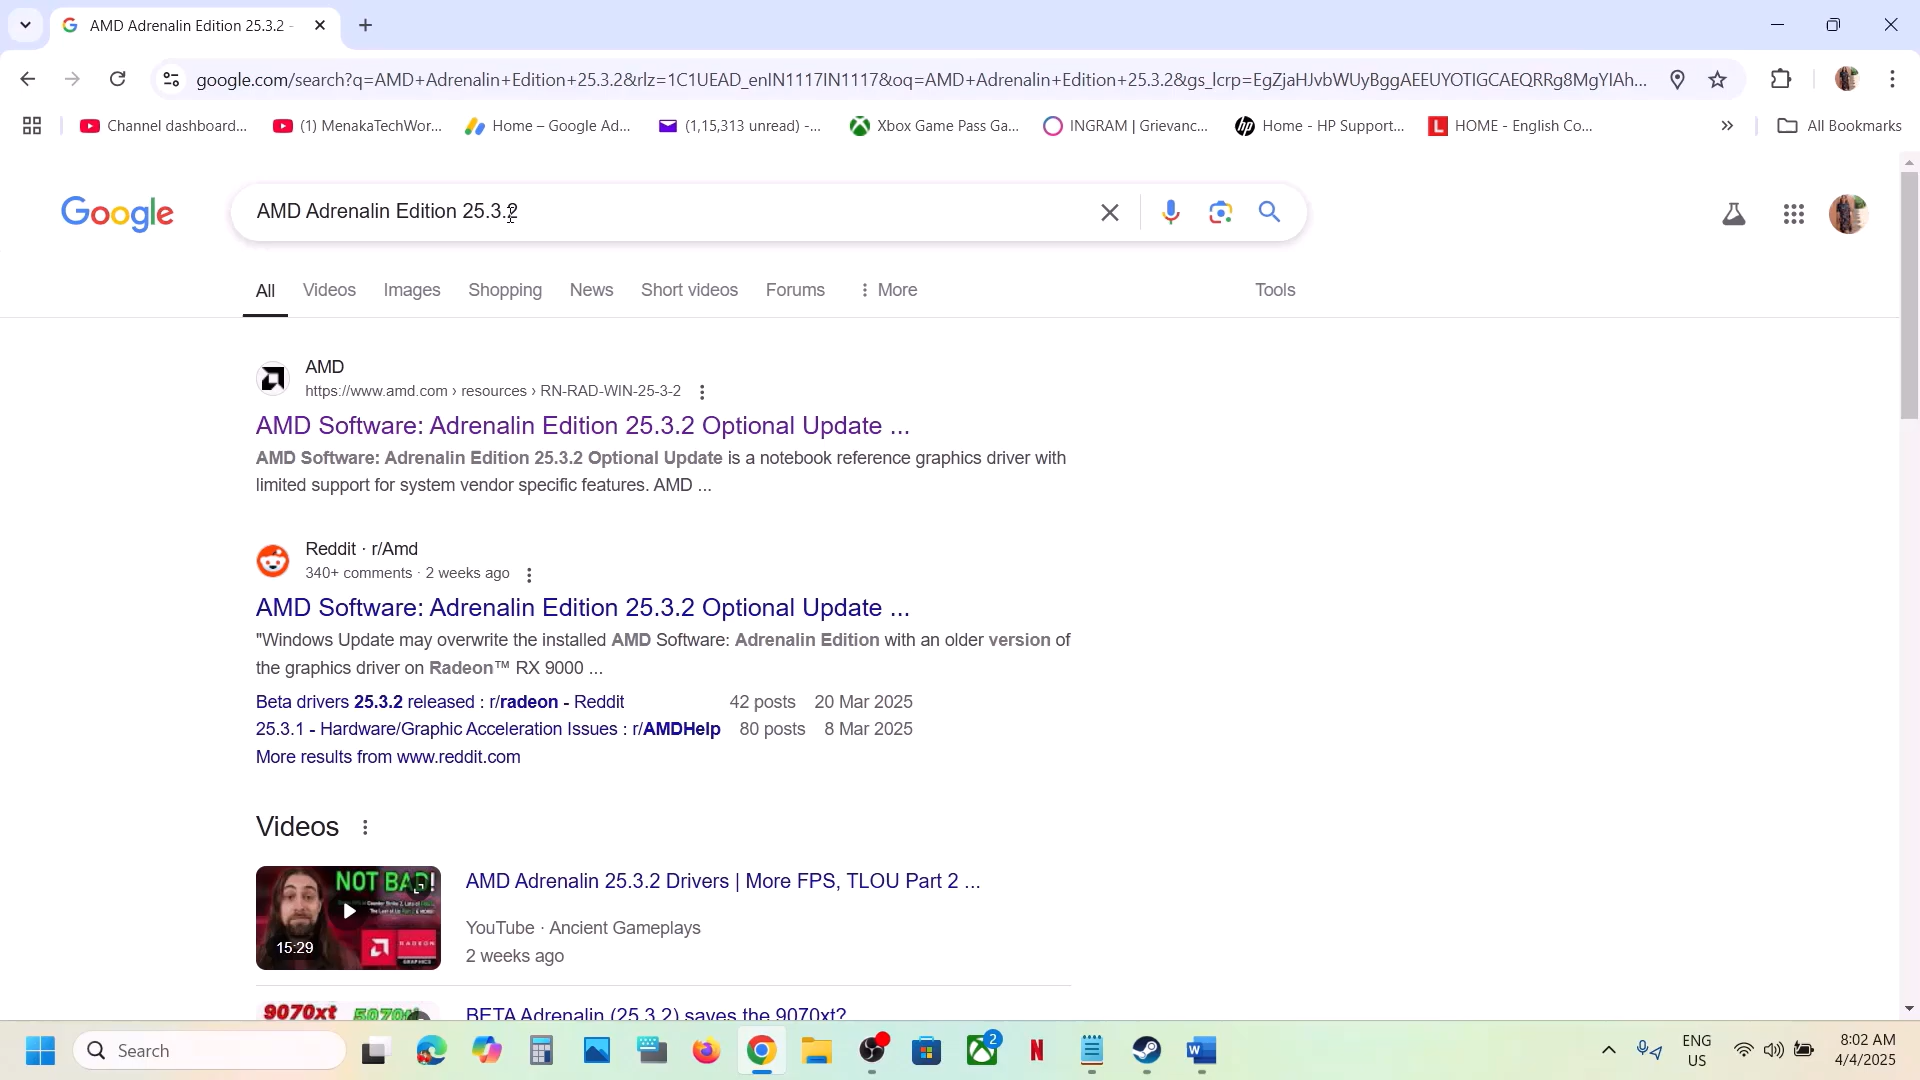 AMD Adrenalin Edition 25.3.2 -
google.com/search?q=AMD+Adrenalin+Edition+25.3.2&rlz=1C1UEAD_enIN1117IN1117&oq=AMD+Adrenalin+Edition+25.3.2&gs_lcrp=EgZjaHJvbWUyBggAEEUYOTIGCAEQRRg8MgYIAh...
Channel dashboard... (1) MenakaTechWor... Home – Google Ad... (1,15,313 unread) -... Xbox Game Pass Ga... INGRAM | Grievanc... Home - HP Support... HOME - English Co... » All Bookmarks
Google AMD Adrenalin Edition 25.3.2
All Videos Images Shopping News Short videos Forums More Tools
AMD
https://www.amd.com › resources › RN-RAD-WIN-25-3-2
AMD Software: Adrenalin Edition 25.3.2 Optional Update ...
AMD Software: Adrenalin Edition 25.3.2 Optional Update is a notebook reference graphics driver with
limited support for system vendor specific features. AMD ...
Reddit · r/Amd
340+ comments · 2 weeks ago
AMD Software: Adrenalin Edition 25.3.2 Optional Update ...
"Windows Update may overwrite the installed AMD Software: Adrenalin Edition with an older version of
the graphics driver on Radeon™ RX 9000 ...
Beta drivers 25.3.2 released : r/radeon - Reddit 42 posts 20 Mar 2025
25.3.1 - Hardware/Graphic Acceleration Issues : r/AMDHelp 80 posts 8 Mar 2025
More results from www.reddit.com
Videos
NOT BAD!
15:29
AMD Adrenalin 25.3.2 Drivers | More FPS, TLOU Part 2 ...
YouTube · Ancient Gameplays
2 weeks ago
9070xt
BETA Adrenalin (25.3.2) saves the 9070xt?
Search
2
ENG
US
8:02 AM
4/4/2025